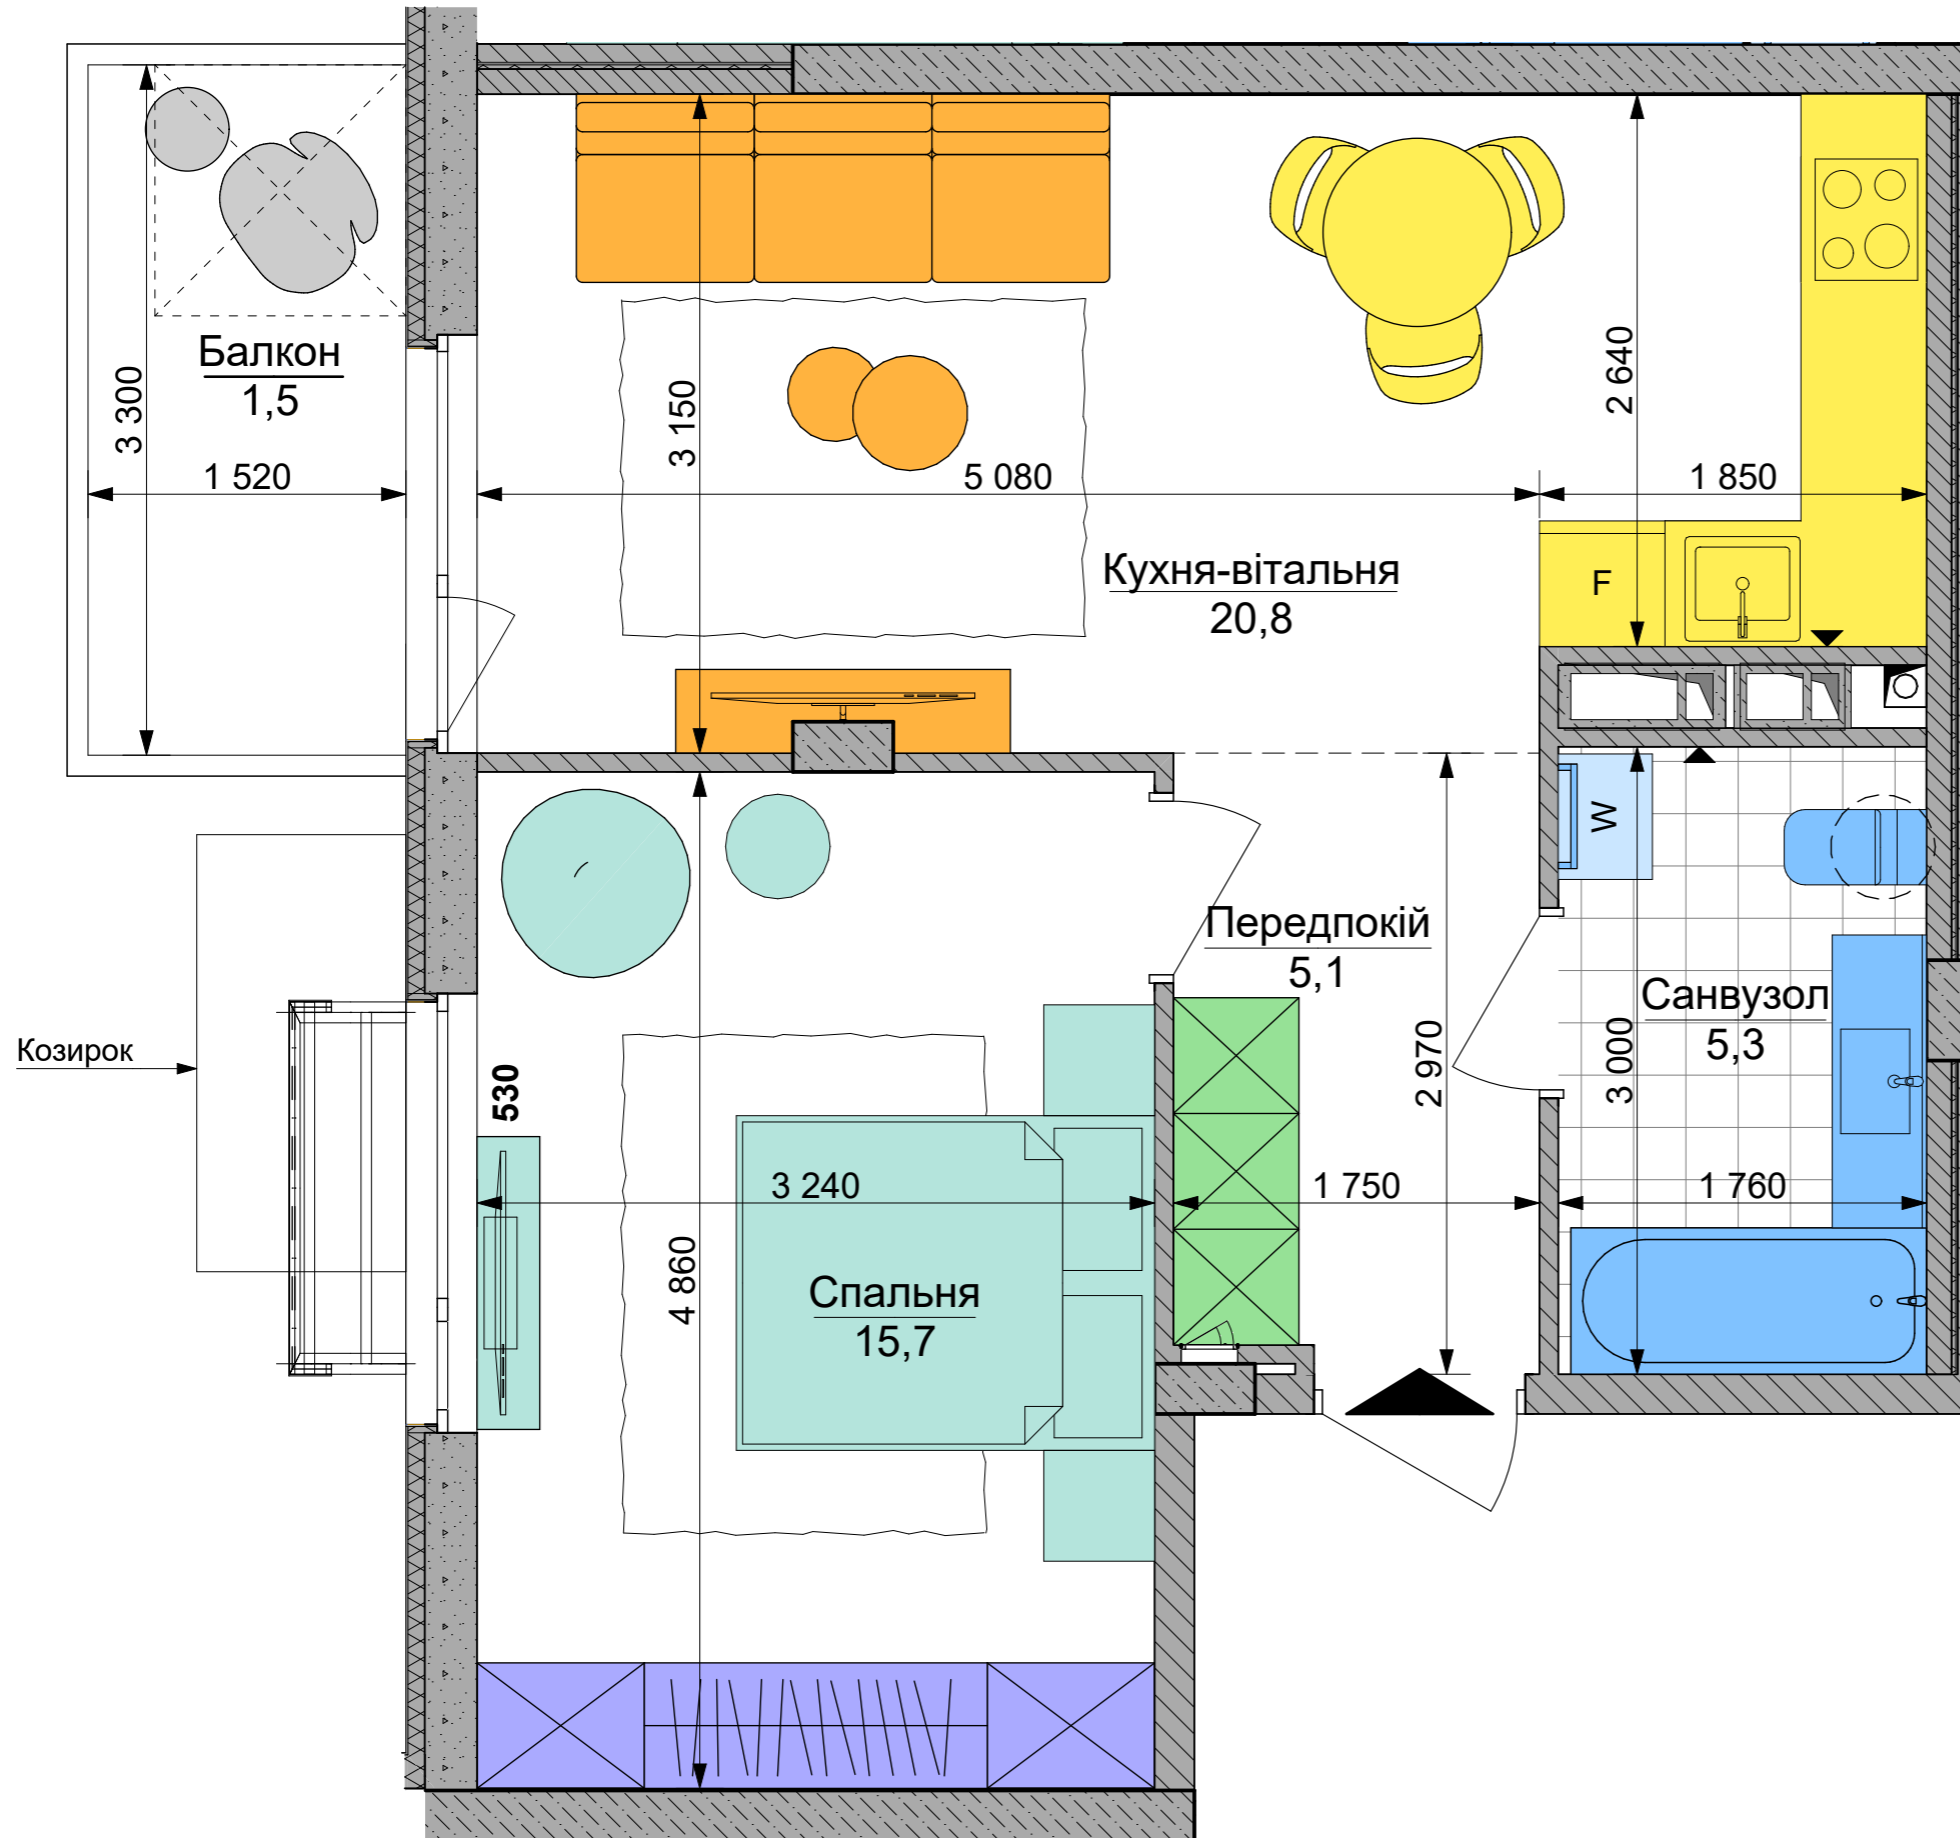 Балкон
1,5
3 300
1 520
3 150
5 080
2 640
1 850
Кухня-вітальня
20,8
F
W
Передпокій
5,1
Санвузол
5,3
2 970
3 000
Козирок
530
3 240
1 750
1 760
4 860
Спальня
15,7